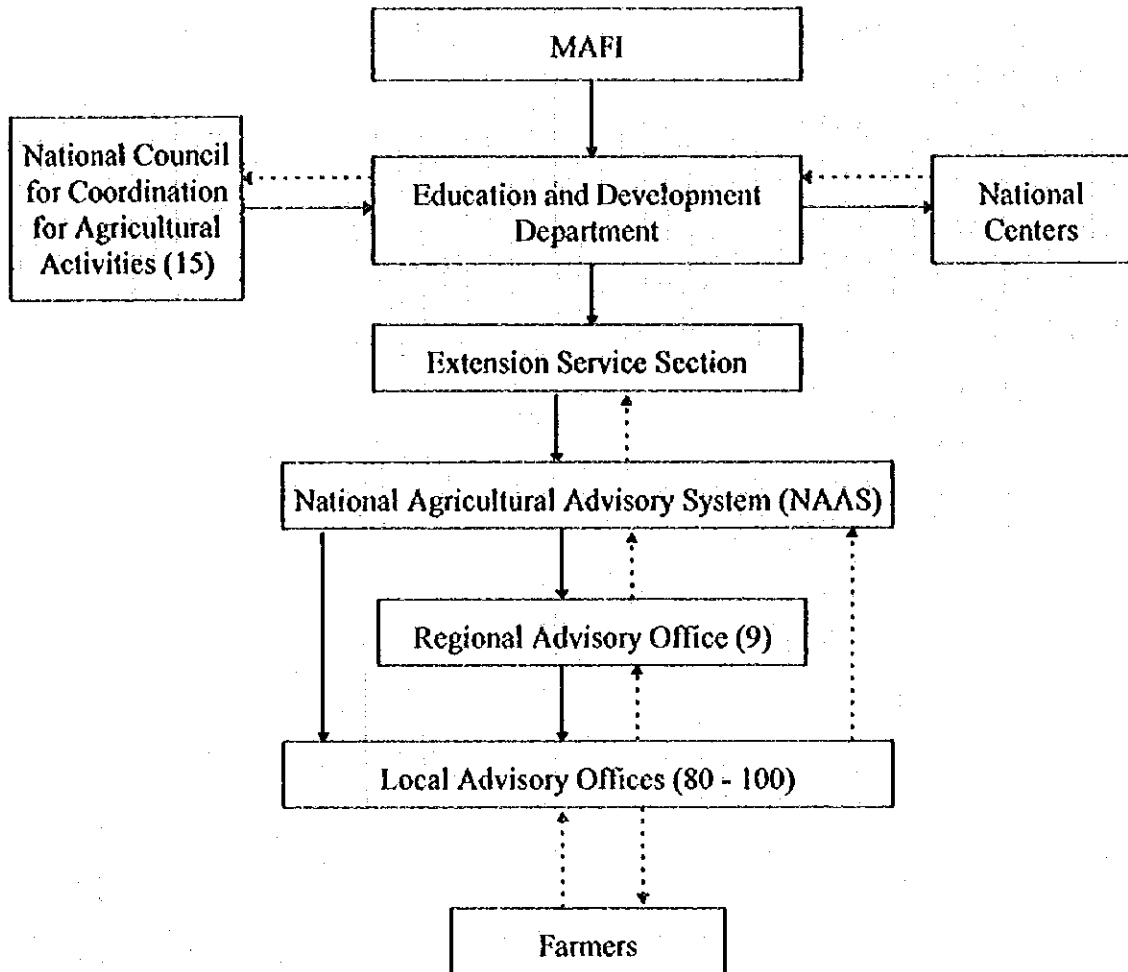 MAFI
National Council
for Coordination
for Agricultural
Activities (15)
Education and Development
Department
National
Centers
Extension Service Section
National Agricultural Advisory System (NAAS)
Regional Advisory Office (9)
Local Advisory Offices (80 - 100)
Farmers